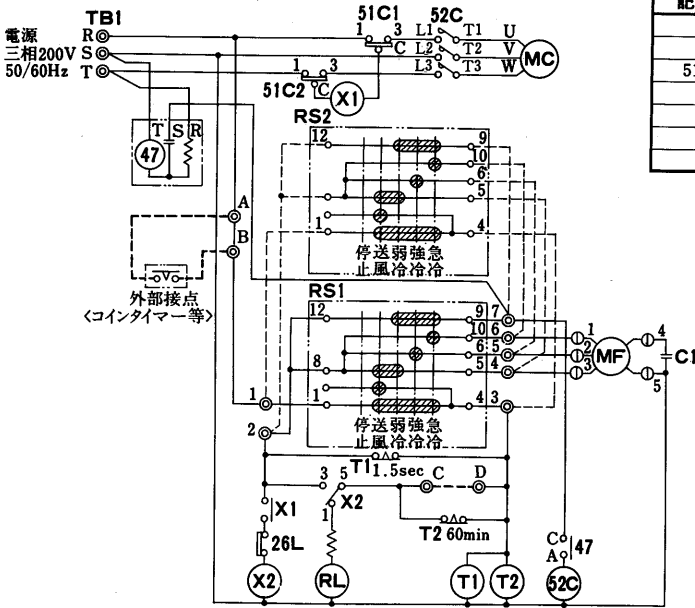 TB1
電源
三相200V
50/60Hz
R
S
T
51C1
1 3
C
52C
L1 T1 U
L2 T2 V
L3 T3 W
MC
1 3
51C2
C
X1
T S R
47
RS2
12
1
9
10
6
5
4
停送弱強急
止風冷冷冷
A
B
外部接点
〈コインタイマー等〉
RS1
12
8
1
9 7
10 6
6 5
5 4
4 3
停送弱強急
止風冷冷冷
1
2
3
MF
4
5
C1
1
2
T1 1.5sec
3 5
X2
1
C D
T2 60min
X1
26L
X2
RL
T1
T2
C
A
47
52C
記
51